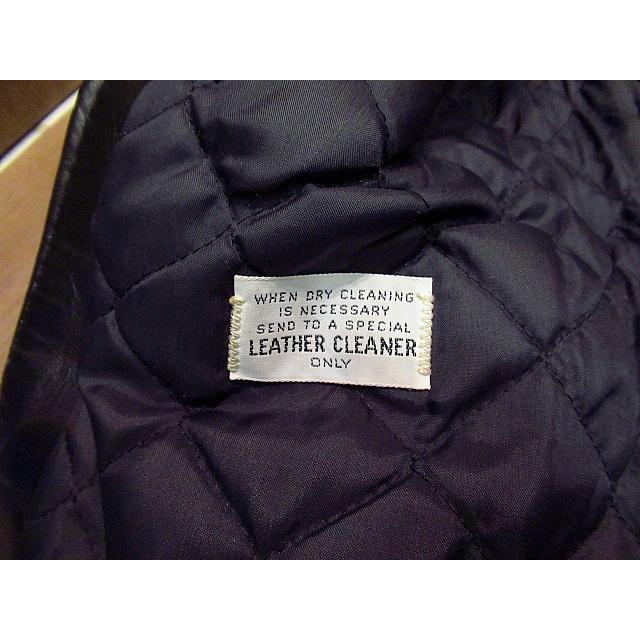 WHEN DRY CLEANING
IS NECESSARY
SEND TO A SPECIAL
LEATHER CLEANER
ONLY